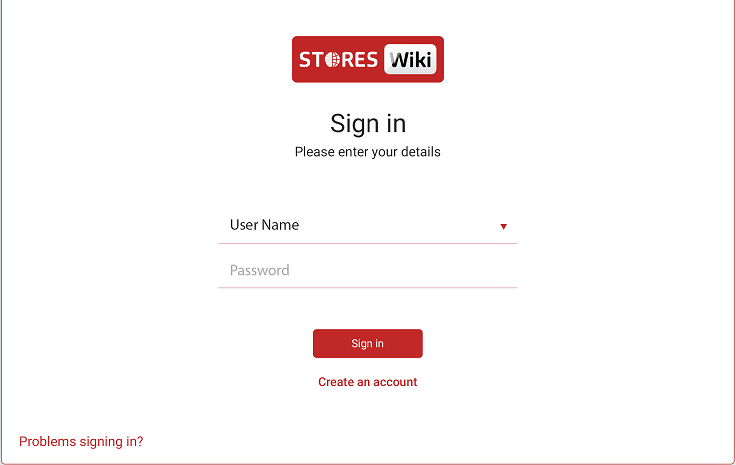 STORES Wiki
Sign in
Please enter your details
User Name
Password
Sign in
Create an account
Problems signing in?